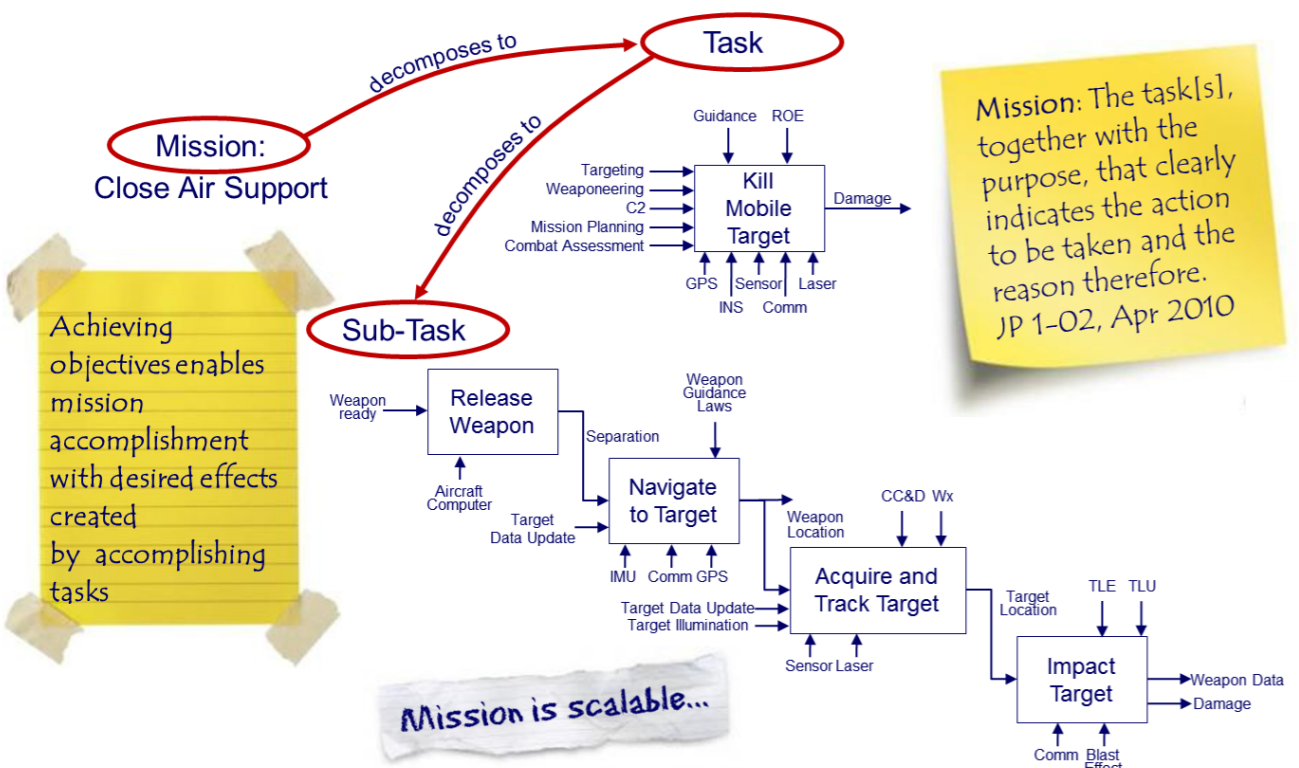 decomposes to
Task
Mission:
Close Air Support
decomposes to
Guidance ROE
Targeting
Weaponeering
C2
Mission Planning
Combat Assessment
Kill
Mobile
Target
Damage
GPS Sensor Laser
INS Comm
Mission: The task[s],
together with the
purpose, that clearly
indicates the action
to be taken and the
reason therefore.
JP 1-02, Apr 2010
Achieving
objectives enables
mission
accomplishment
with desired effects
created
by accomplishing
tasks
Sub-Task
Weapon
ready
Release
Weapon
Aircraft
Computer
Separation
Weapon
Guidance
Laws
Target
Data Update
Navigate
to Target
IMU Comm GPS
Weapon
Location
CC&D Wx
Target Data Update
Target Illumination
Acquire and
Track Target
Sensor Laser
Target
Location
TLE TLU
Impact
Target
Weapon Data
Damage
Comm Blast
Effect
Mission is scalable...